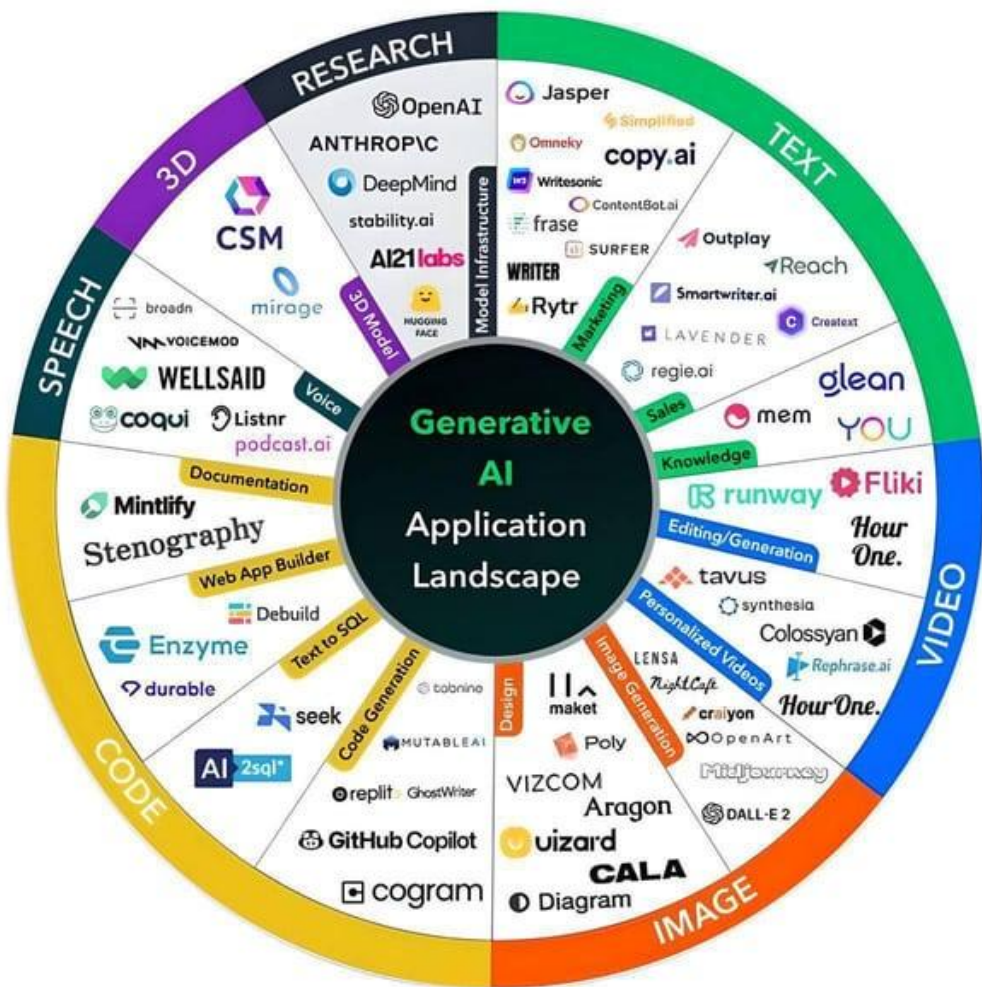 Generative
AI
Application
Landscape
RESEARCH
OpenAI
ANTHROP\C
DeepMind
stability.ai
AI21 labs
HUGGING
FACE
Model Infrastructure
TEXT
Jasper
Simplified
Omneky
copy.ai
Writesonic
ContentBot.ai
frase
SURFER
WRITER
Rytr
Marketing
Outplay
Reach
Smartwriter.ai
Creatext
LAVENDER
regie.ai
Sales
glean
mem
YOU
Knowledge
VIDEO
runway
Fliki
Hour
One.
Editing/Generation
tavus
synthesia
Colossyan
Rephrase.ai
HourOne.
Personalized Videos
IMAGE
LENSA
NightCafe
craiyon
OpenArt
Midjourney
DALL-E 2
Image Generation
maket
Poly
VIZCOM
Aragon
uizard
CALA
Diagram
Design
CODE
tabnine
MUTABLEAI
replit GhostWriter
GitHub Copilot
cogram
Code Generation
seek
AI 2sql
Text to SQL
Debuild
Enzyme
durable
Web App Builder
Mintlify
Stenography
Documentation
SPEECH
broadn
VOICEMOD
WELLSAID
coqui
Listnr
podcast.ai
Voice
3D
CSM
mirage
3D Model